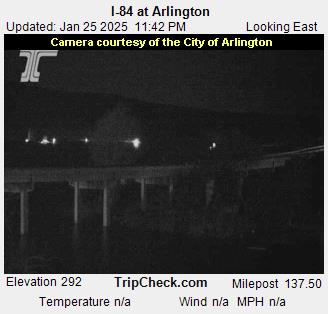 I-84 at Arlington
Updated: Jan 25 2025 11:42 PM Looking East
Camera courtesy of the City of Arlington
Elevation 292 TripCheck.com Milepost 137.50
Temperature n/a Wind n/a MPH n/a